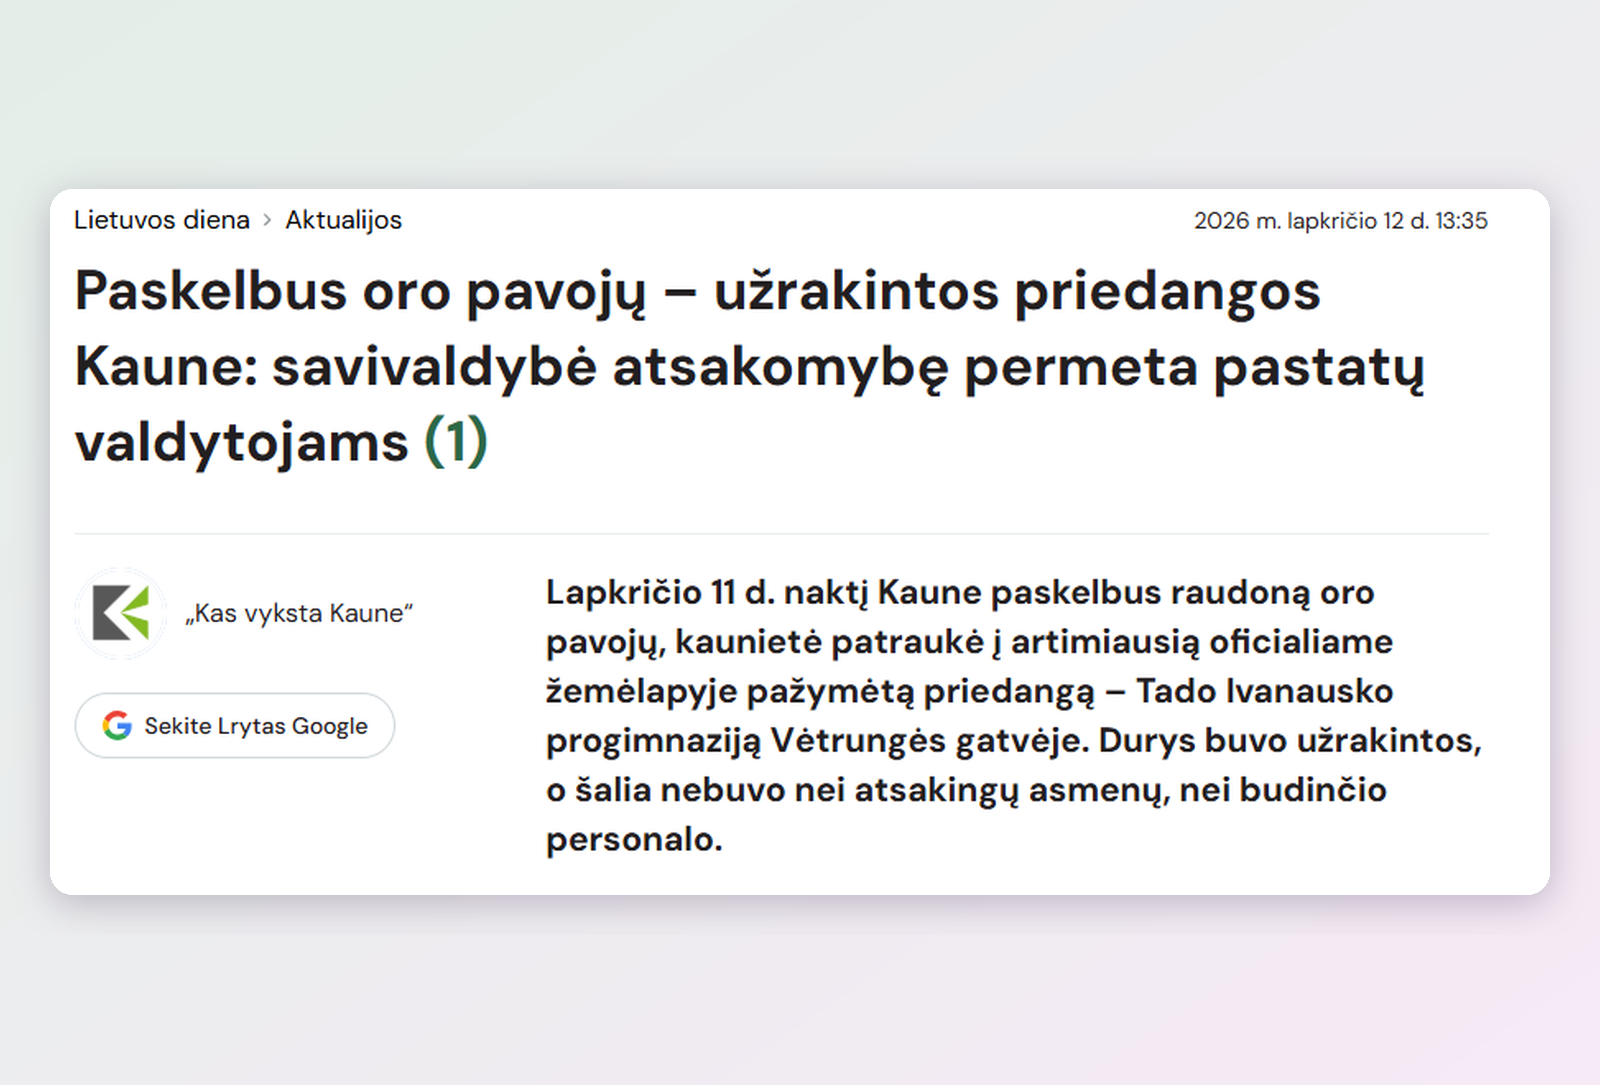 Lietuvos diena > Aktualijos
2026 m. lapkričio 12 d. 13:35
Paskelbus oro pavojų – užrakintos priedangos
Kaune: savivaldybė atsakomybę permeta pastatų
valdytojams (1)
„Kas vyksta Kaune“
Sekite Lrytas Google
Lapkričio 11 d. naktį Kaune paskelbus raudoną oro
pavojų, kaunietė patraukė į artimiausią oficialiame
žemėlapyje pažymėtą priedangą – Tado Ivanausko
progimnaziją Vėtrungės gatvėje. Durys buvo užrakintos,
o šalia nebuvo nei atsakingų asmenų, nei budinčio
personalo.